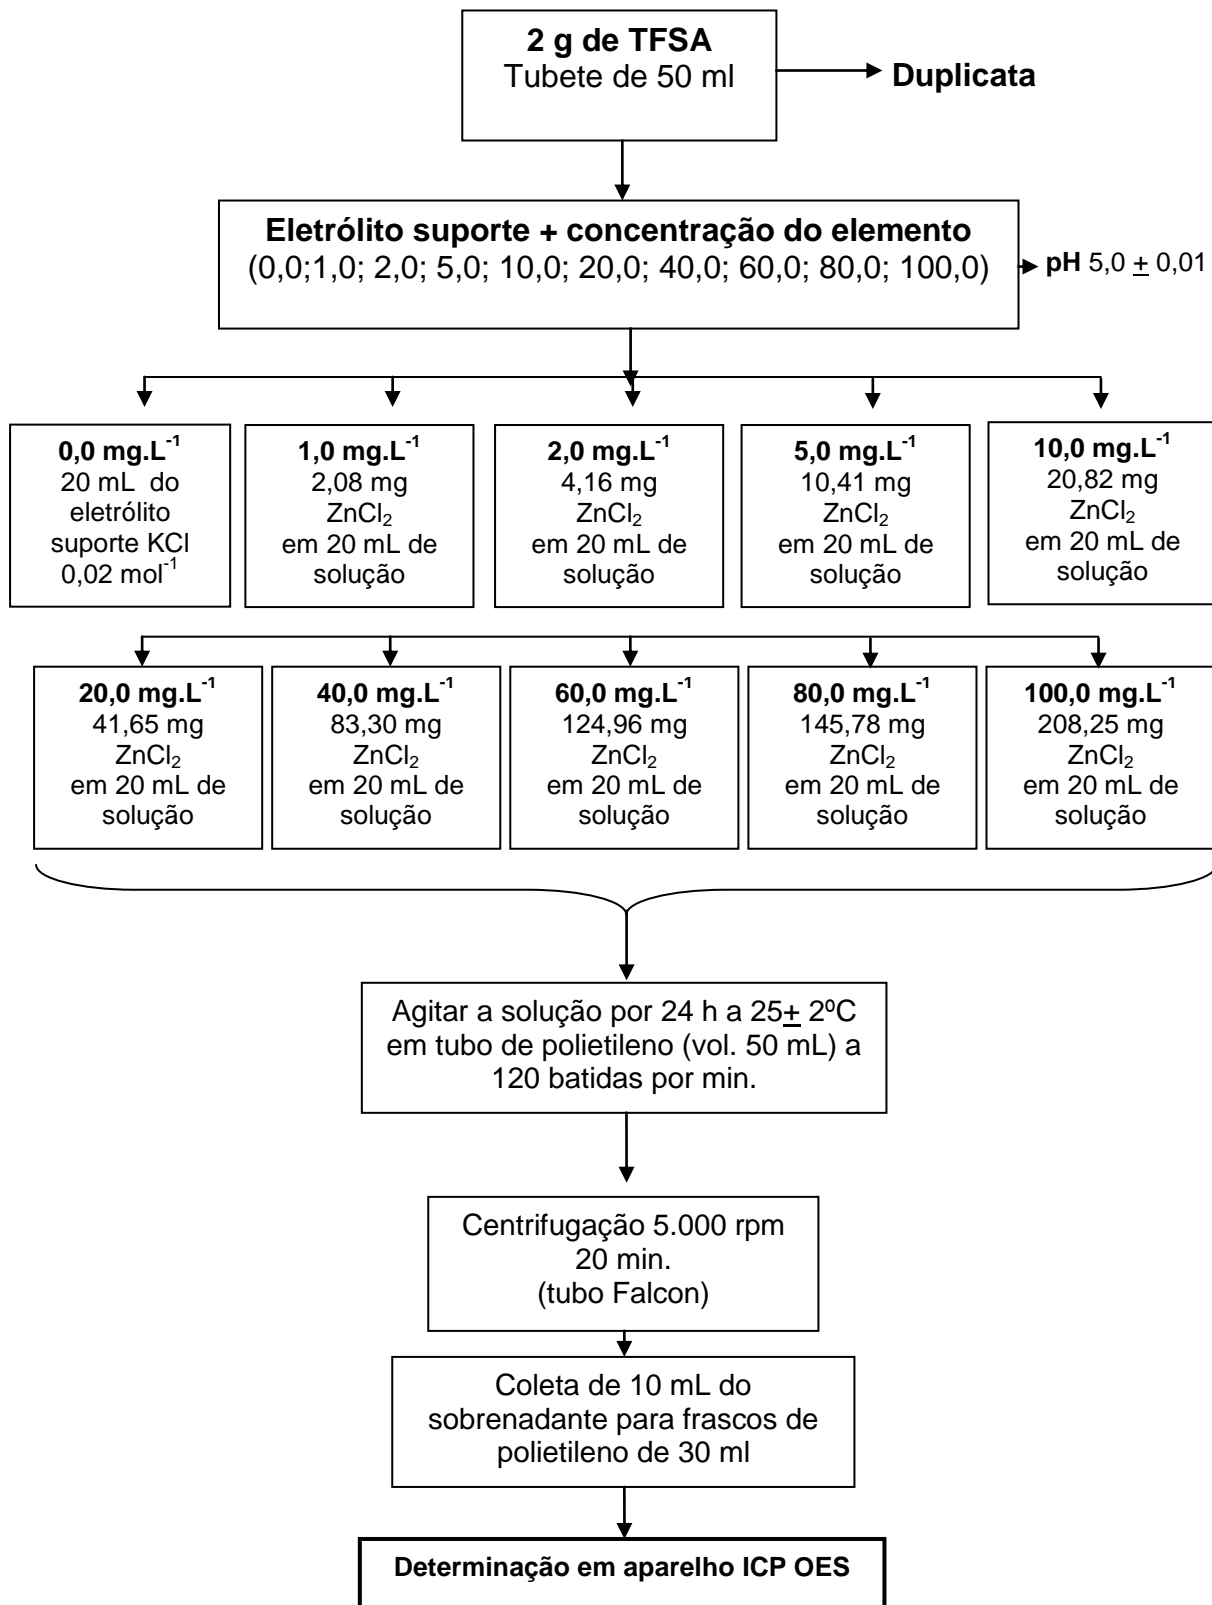 2 g de TFSA
Tubete de 50 ml
Duplicata
Eletrólito suporte + concentração do elemento
(0,0;1,0; 2,0; 5,0; 10,0; 20,0; 40,0; 60,0; 80,0; 100,0)
pH 5,0 ± 0,01
0,0 mg.L⁻¹
20 mL do
eletrólito
suporte KCl
0,02 mol⁻¹
1,0 mg.L⁻¹
2,08 mg
ZnCl₂
em 20 mL de
solução
2,0 mg.L⁻¹
4,16 mg
ZnCl₂
em 20 mL de
solução
5,0 mg.L⁻¹
10,41 mg
ZnCl₂
em 20 mL de
solução
10,0 mg.L⁻¹
20,82 mg
ZnCl₂
em 20 mL de
solução
20,0 mg.L⁻¹
41,65 mg
ZnCl₂
em 20 mL de
solução
40,0 mg.L⁻¹
83,30 mg
ZnCl₂
em 20 mL de
solução
60,0 mg.L⁻¹
124,96 mg
ZnCl₂
em 20 mL de
solução
80,0 mg.L⁻¹
145,78 mg
ZnCl₂
em 20 mL de
solução
100,0 mg.L⁻¹
208,25 mg
ZnCl₂
em 20 mL de
solução
Agitar a solução por 24 h a 25± 2ºC
em tubo de polietileno (vol. 50 mL) a
120 batidas por min.
Centrifugação 5.000 rpm
20 min.
(tubo Falcon)
Coleta de 10 mL do
sobrenadante para frascos de
polietileno de 30 ml
Determinação em aparelho ICP OES